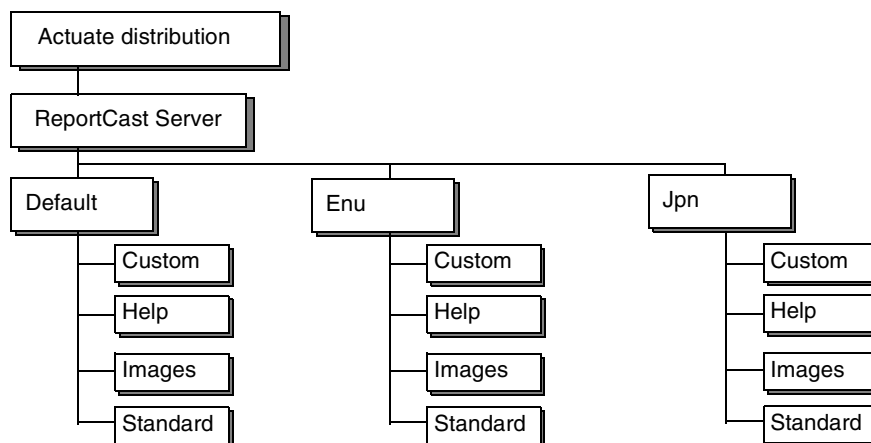 Actuate distribution
ReportCast Server
Default
Enu
Jpn
Custom
Custom
Custom
Help
Help
Help
Images
Images
Images
Standard
Standard
Standard